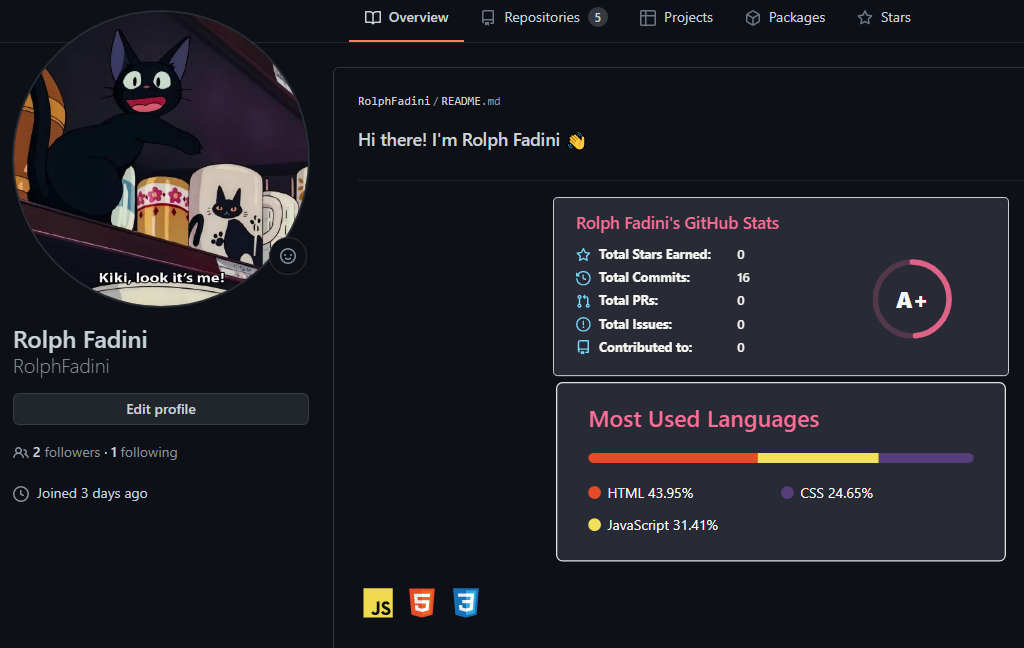 Overview Repositories 5 Projects Packages Stars
Kiki, look it's me!
Rolph Fadini
RolphFadini
Edit profile
2 followers · 1 following
Joined 3 days ago
RolphFadini/README.md
Hi there! I'm Rolph Fadini 👋
Rolph Fadini's GitHub Stats
Total Stars Earned: 0
Total Commits: 16
Total PRs: 0
Total Issues: 0
Contributed to: 0
A+
Most Used Languages
HTML 43.95% CSS 24.65%
JavaScript 31.41%
JS 5 3